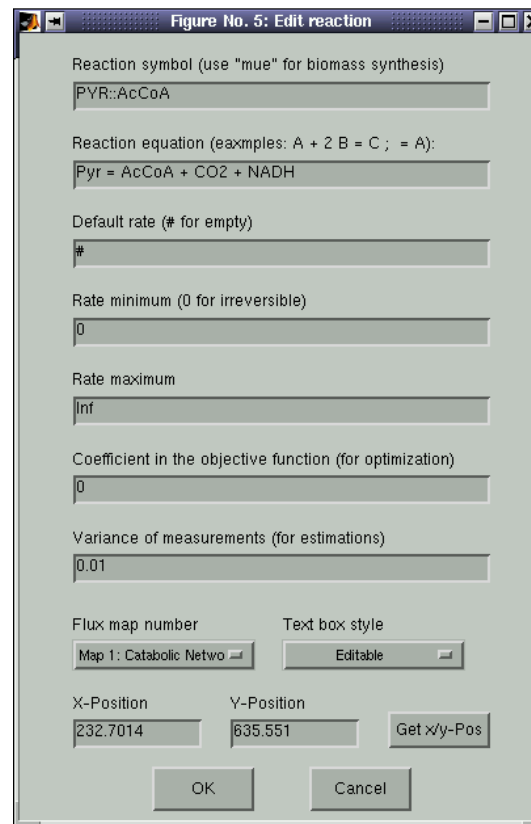 Figure No. 5: Edit reaction
Reaction symbol (use "mue" for biomass synthesis)
PYR::AcCoA
Reaction equation (eaxmples: A + 2 B = C ; = A):
Pyr = AcCoA + CO2 + NADH
Default rate (# for empty)
#
Rate minimum (0 for irreversible)
0
Rate maximum
Inf
Coefficient in the objective function (for optimization)
0
Variance of measurements (for estimations)
0.01
Flux map number Text box style
Map 1: Catabolic Netwo Editable
X-Position Y-Position
232.7014 635.551 Get x/y-Pos
OK Cancel